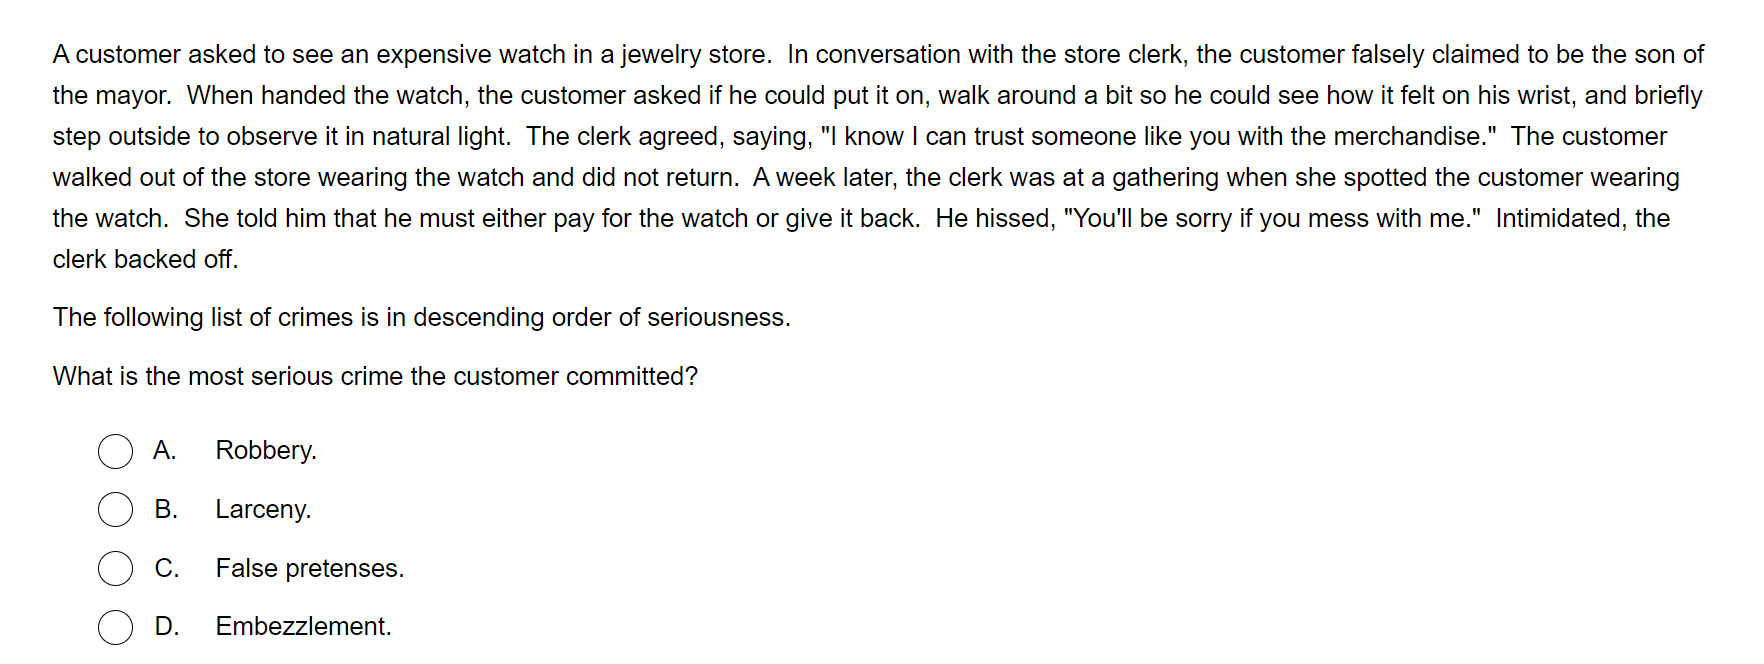 A customer asked to see an expensive watch in a jewelry store.  In conversation with the store clerk, the customer falsely claimed to be the son of
the mayor.  When handed the watch, the customer asked if he could put it on, walk around a bit so he could see how it felt on his wrist, and briefly
step outside to observe it in natural light.  The clerk agreed, saying, "I know I can trust someone like you with the merchandise."  The customer
walked out of the store wearing the watch and did not return.  A week later, the clerk was at a gathering when she spotted the customer wearing
the watch.  She told him that he must either pay for the watch or give it back.  He hissed, "You'll be sorry if you mess with me."  Intimidated, the
clerk backed off.
The following list of crimes is in descending order of seriousness.
What is the most serious crime the customer committed?
A. Robbery.
B. Larceny.
C. False pretenses.
D. Embezzlement.